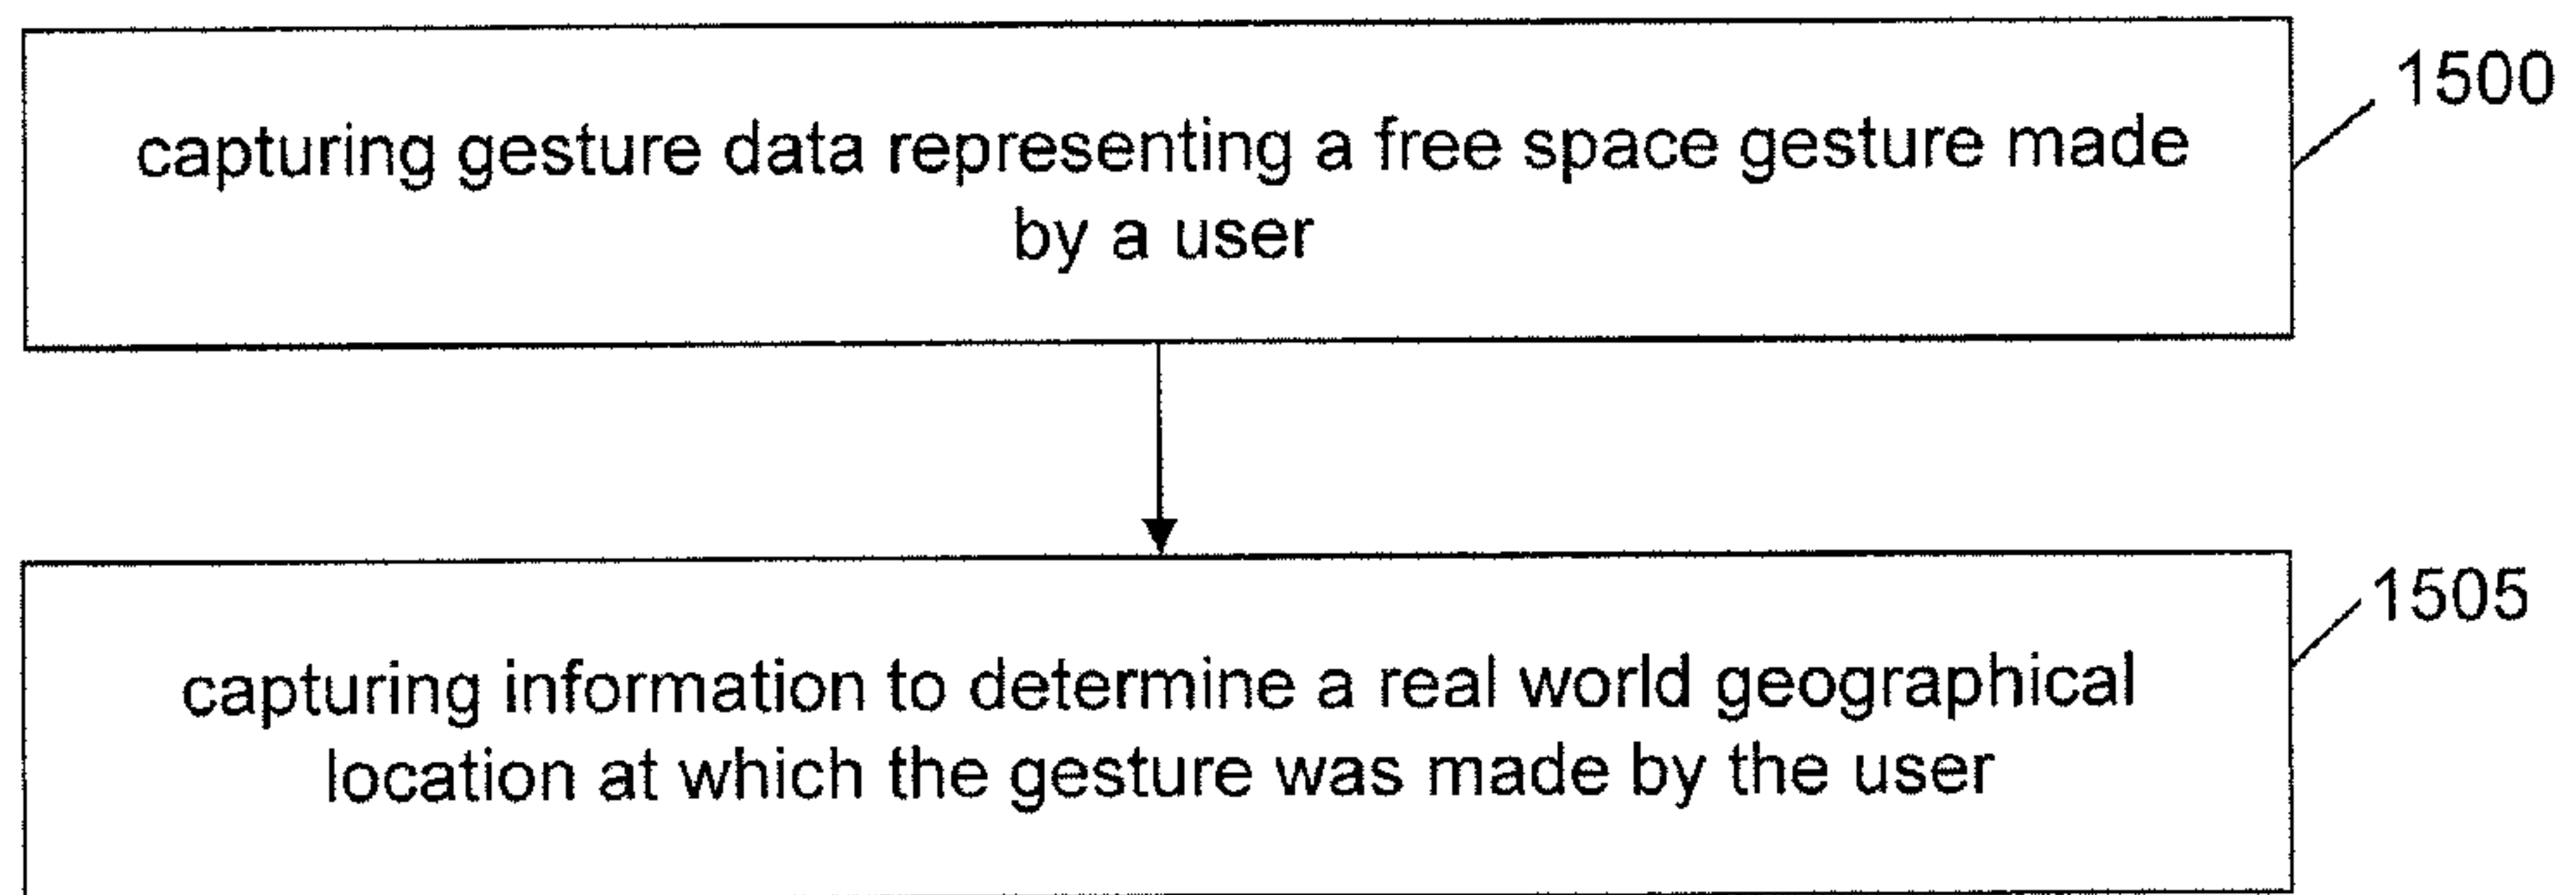 1500
capturing gesture data representing a free space gesture made
by a user
1505
capturing information to determine a real world geographical
location at which the gesture was made by the user